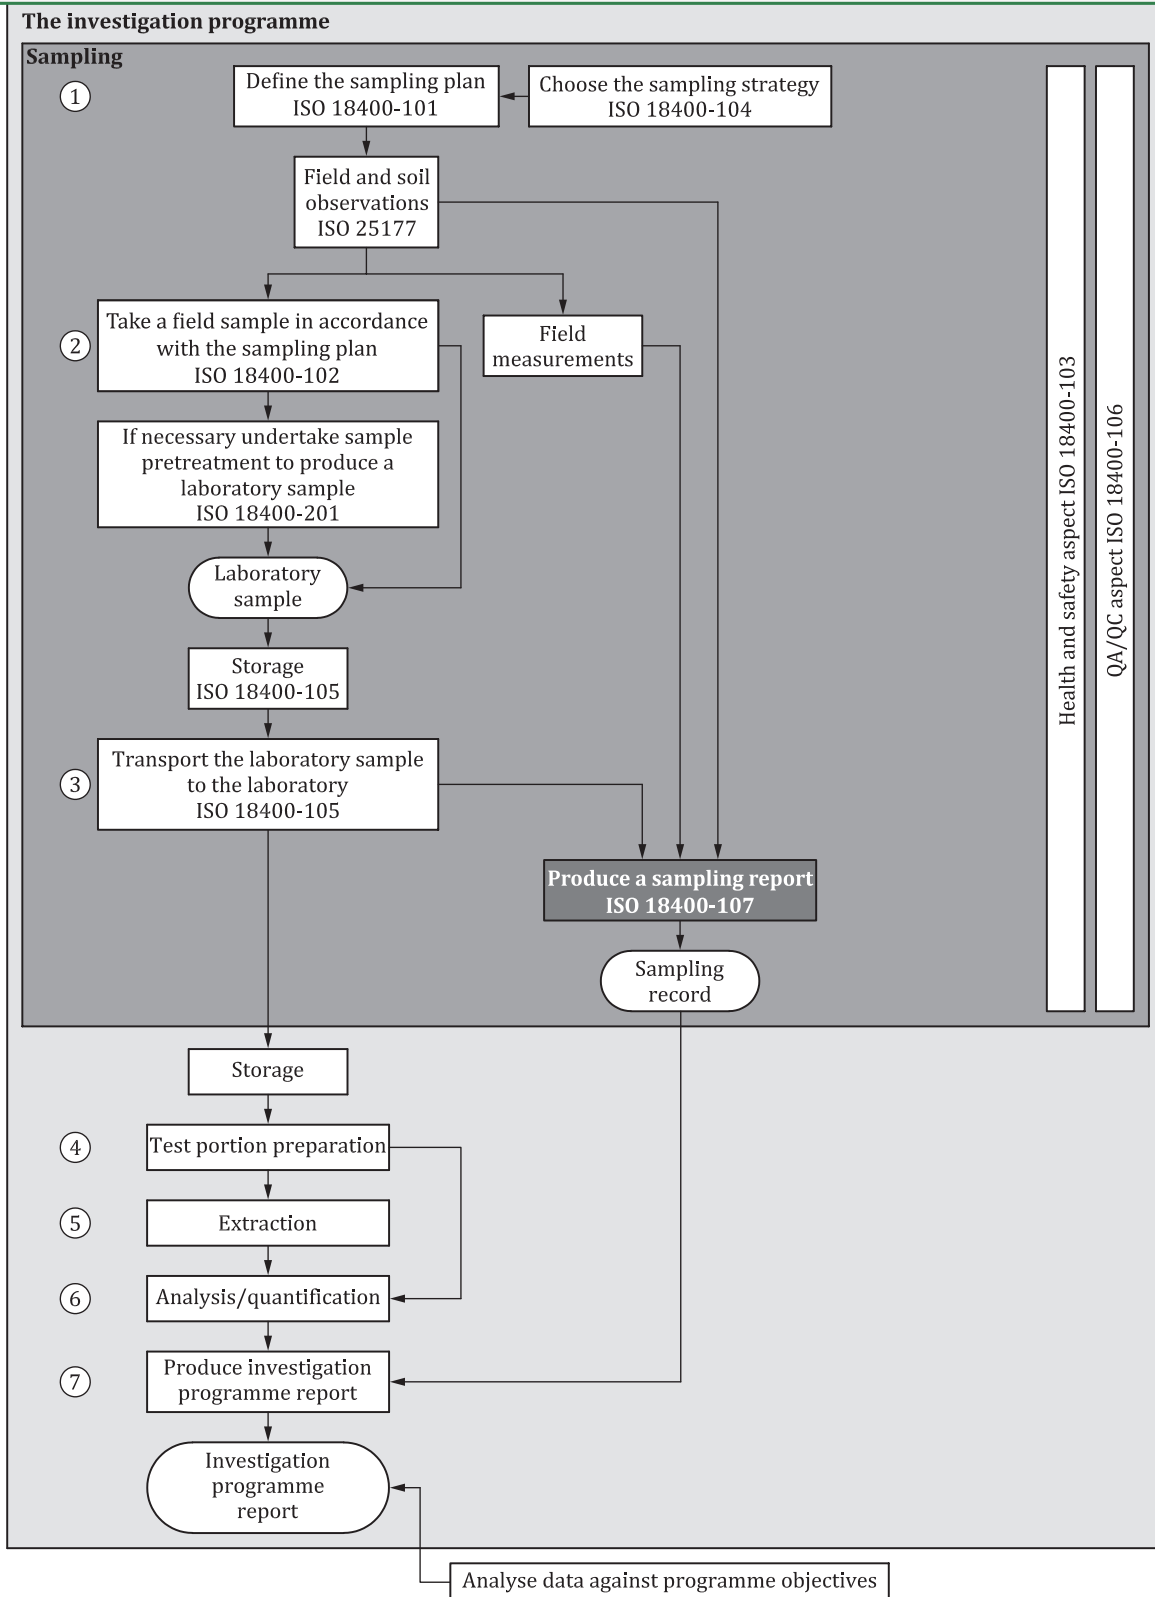 The investigation programme
Sampling
1
Define the sampling plan
ISO 18400-101
Choose the sampling strategy
ISO 18400-104
Field and soil
observations
ISO 25177
2
Take a field sample in accordance
with the sampling plan
ISO 18400-102
Field
measurements
If necessary undertake sample
pretreatment to produce a
laboratory sample
ISO 18400-201
Laboratory
sample
Storage
ISO 18400-105
3
Transport the laboratory sample
to the laboratory
ISO 18400-105
Produce a sampling report
ISO 18400-107
Sampling
record
Health and safety aspect ISO 18400-103
QA/QC aspect ISO 18400-106
Storage
4
Test portion preparation
5
Extraction
6
Analysis/quantification
7
Produce investigation
programme report
Investigation
programme
report
Analyse data against programme objectives